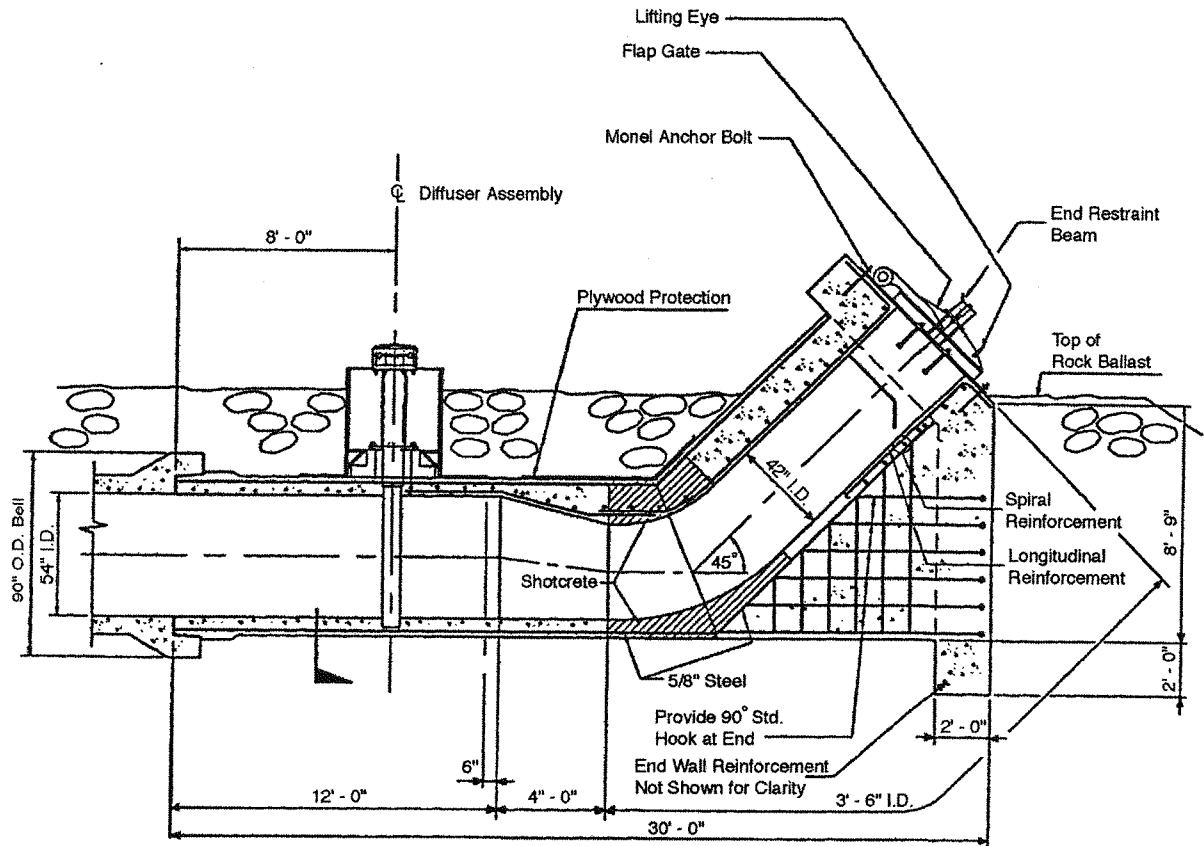 Lifting Eye
Flap Gate
Monel Anchor Bolt
℄ Diffuser Assembly
End Restraint
Beam
8' - 0"
Plywood Protection
Top of
Rock Ballast
90" O.D. Bell
54" I.D.
42" I.D.
45°
Shotcrete
Spiral
Reinforcement
Longitudinal
Reinforcement
8' - 9"
5/8" Steel
2' - 0"
Provide 90° Std.
Hook at End
2' - 0"
End Wall Reinforcement
Not Shown for Clarity
6"
12' - 0"
4' - 0"
3' - 6" I.D.
30' - 0"